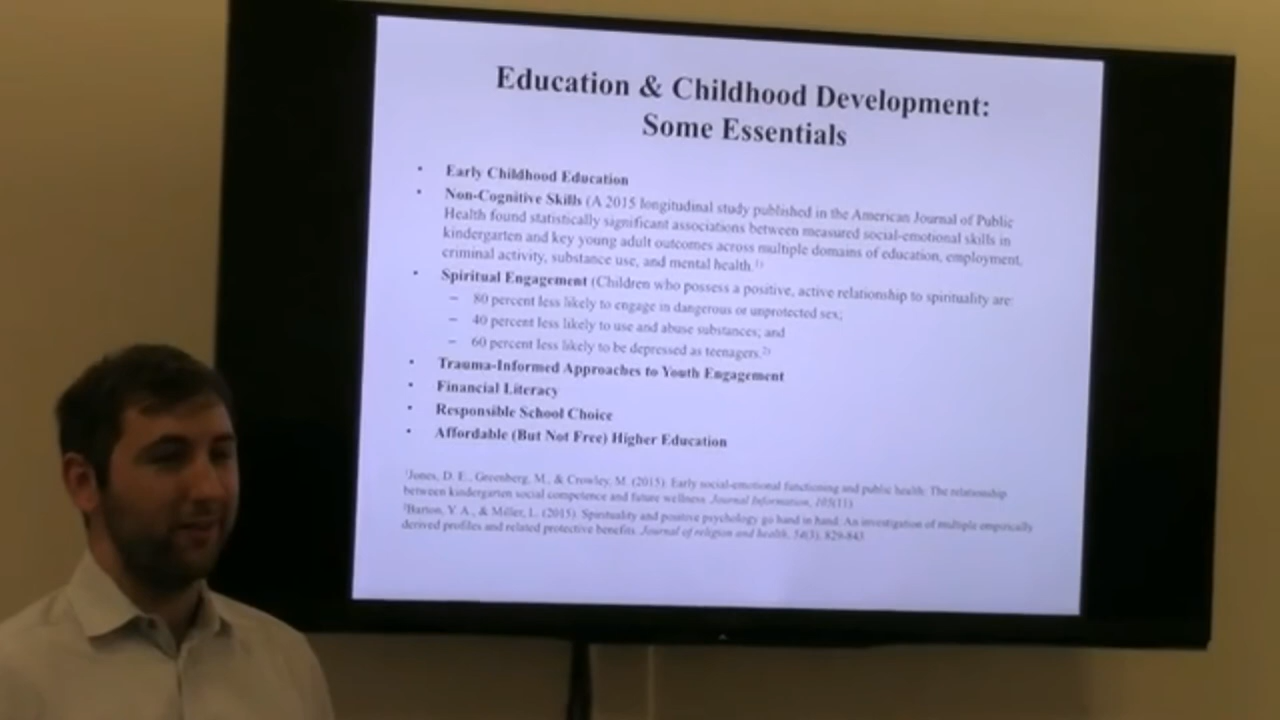 Education & Childhood Development:
Some Essentials
• Early Childhood Education
• Non-Cognitive Skills (A 2015 longitudinal study published in the American Journal of Public
Health found statistically significant associations between measured social-emotional skills in
kindergarten and key young adult outcomes across multiple domains of education, employment,
criminal activity, substance use, and mental health.
• Spiritual Engagement (Children who possess a positive, active relationship to spirituality are:
– 80 percent less likely to engage in dangerous or unprotected sex;
– 40 percent less likely to use and abuse substances; and
– 60 percent less likely to be depressed as teenagers.
• Trauma-Informed Approaches to Youth Engagement
• Financial Literacy
• Responsible School Choice
• Affordable (But Not Free) Higher Education
Jones, D. E., Greenberg, M., & Crowley, M. (2015). Early social-emotional functioning and public health: The relationship
between kindergarten social competence and future wellness. Journal Information, 105(11)
Barton, Y. A., & Miller, L. (2015). Spirituality and positive psychology go hand in hand: An investigation of multiple empirically
derived profiles and related protective benefits. Journal of religion and health, 54(3), 829-843